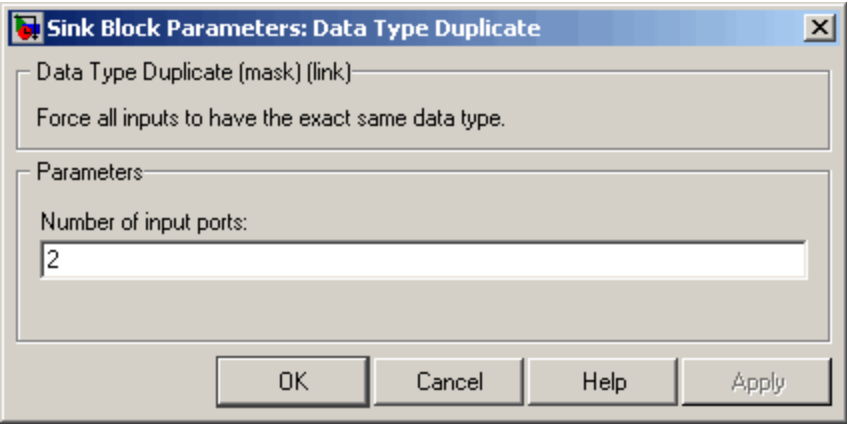 Sink Block Parameters: Data Type Duplicate
Data Type Duplicate (mask) (link)
Force all inputs to have the exact same data type.
Parameters
Number of input ports:
2
OK Cancel Help Apply